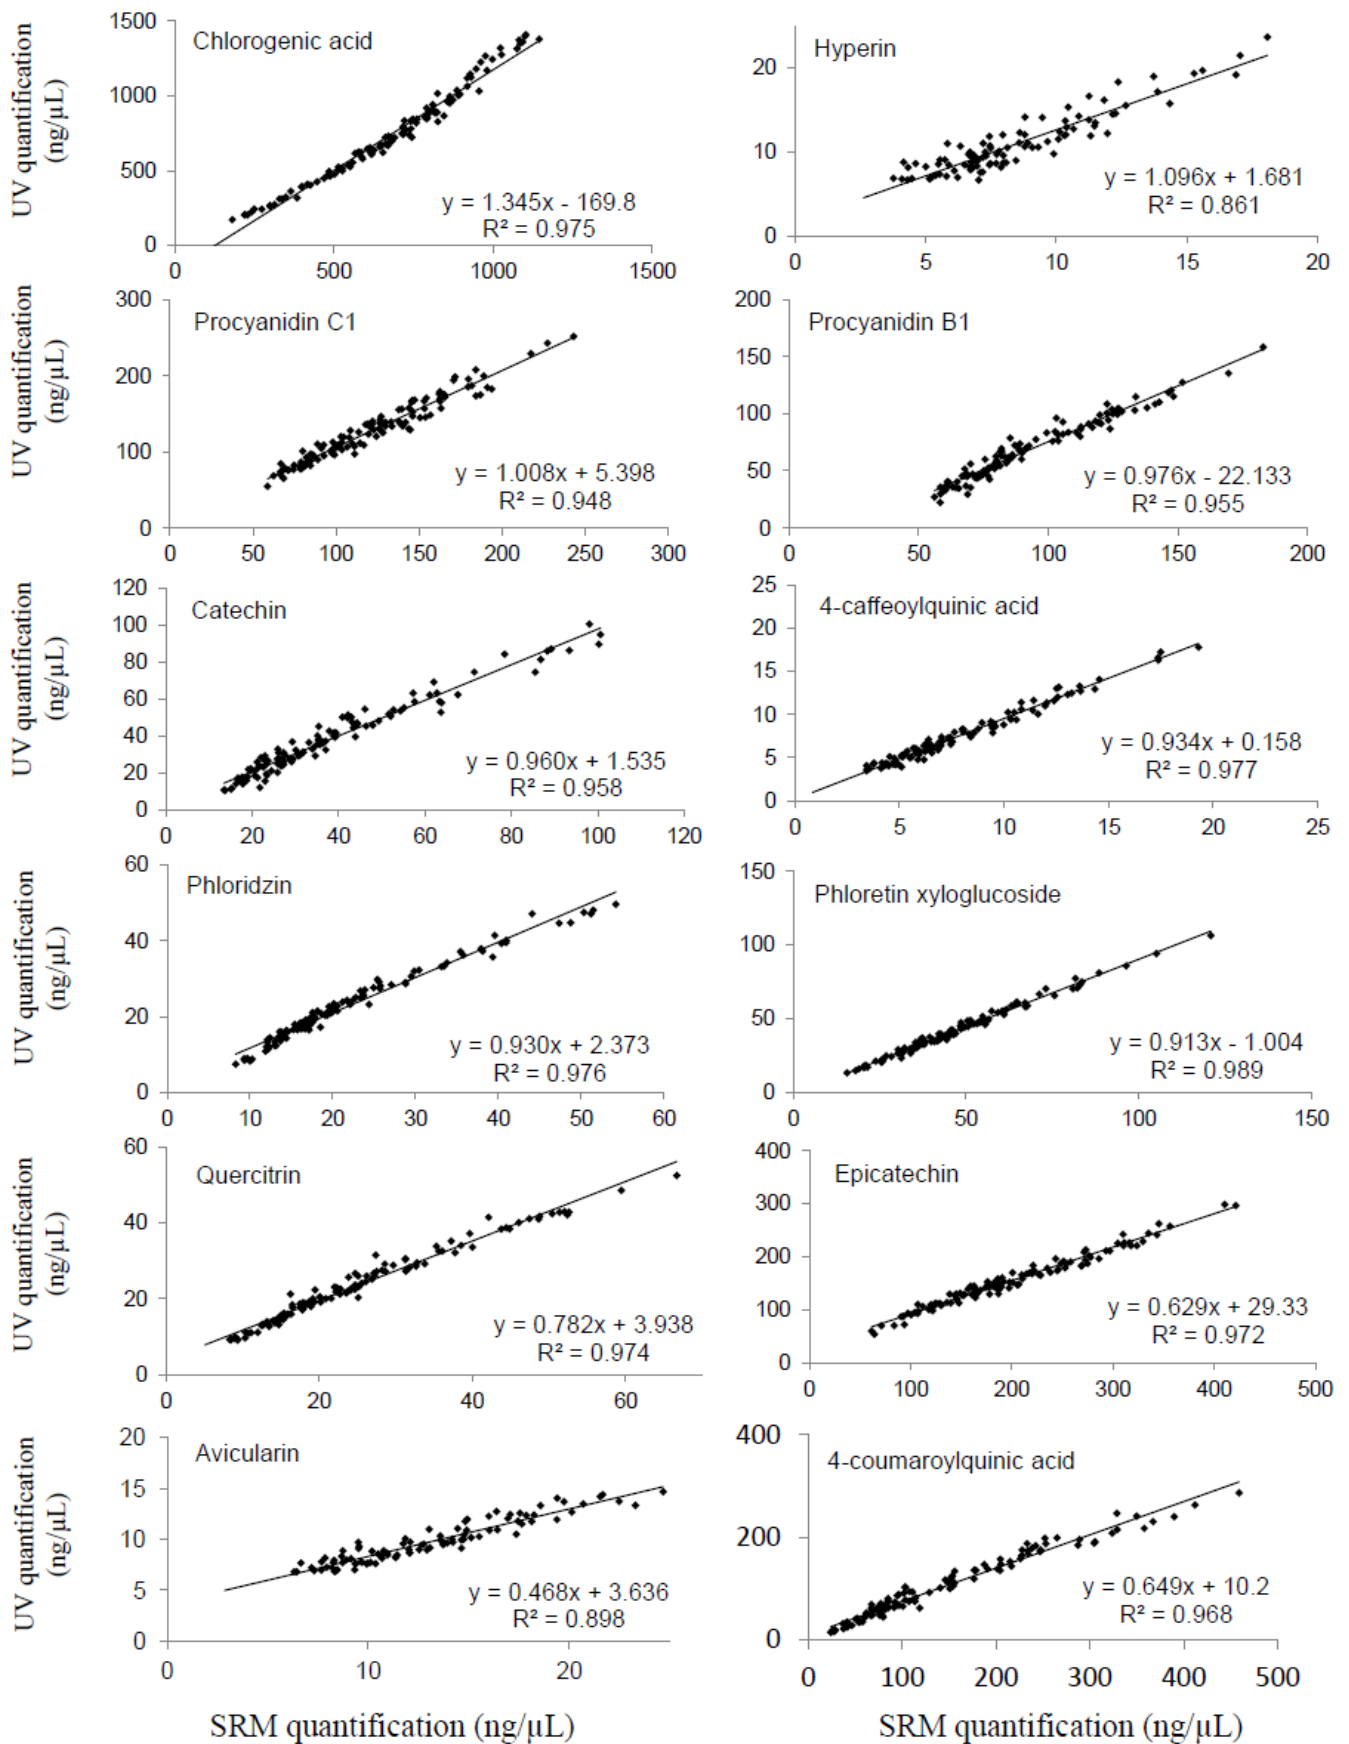 UV quantification
(ng/µL)
1500
1000
500
0
Chlorogenic acid
y = 1.345x - 169.8
R² = 0.975
0 500 1000 1500
20
10
0
Hyperin
y = 1.096x + 1.681
R² = 0.861
0 5 10 15 20
UV quantification
(ng/µL)
300
200
100
0
Procyanidin C1
y = 1.008x + 5.398
R² = 0.948
0 50 100 150 200 250 300
200
150
100
50
0
Procyanidin B1
y = 0.976x - 22.133
R² = 0.955
0 50 100 150 200
UV quantification
(ng/µL)
120
100
80
60
40
20
0
Catechin
y = 0.960x + 1.535
R² = 0.958
0 20 40 60 80 100 120
25
20
15
10
5
0
4-caffeoylquinic acid
y = 0.934x + 0.158
R² = 0.977
0 5 10 15 20 25
UV quantification
(ng/µL)
60
40
20
0
Phloridzin
y = 0.930x + 2.373
R² = 0.976
0 10 20 30 40 50 60
150
100
50
0
Phloretin xyloglucoside
y = 0.913x - 1.004
R² = 0.989
0 50 100 150
UV quantification
(ng/µL)
60
40
20
0
Quercitrin
y = 0.782x + 3.938
R² = 0.974
0 20 40 60
400
300
200
100
0
Epicatechin
y = 0.629x + 29.33
R² = 0.972
0 100 200 300 400 500
UV quantification
(ng/µL)
20
15
10
5
0
Avicularin
y = 0.468x + 3.636
R² = 0.898
0 10 20
400
200
0
4-coumaroylquinic acid
y = 0.649x + 10.2
R² = 0.968
0 100 200 300 400 500
SRM quantification (ng/µL)
SRM quantification (ng/µL)